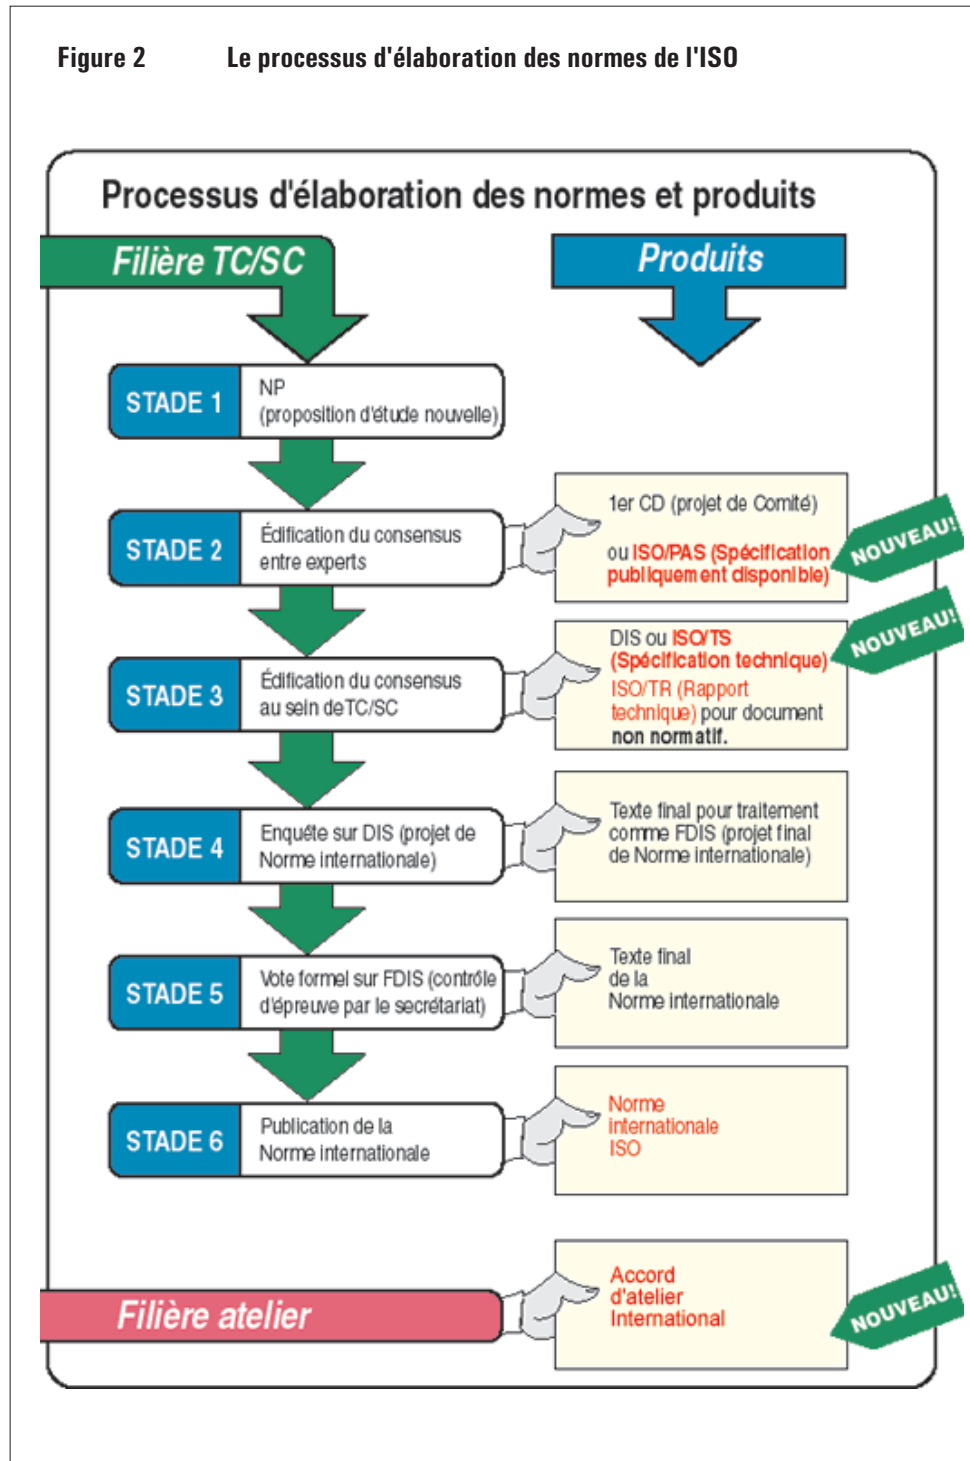 Figure 2 Le processus d'élaboration des normes de l'ISO
Processus d'élaboration des normes et produits
Filière TC/SC
Produits
STADE 1
NP
(proposition d'étude nouvelle)
STADE 2
Édification du consensus
entre experts
1er CD (projet de Comité)
ou ISO/PAS (Spécification
publiquement disponible)
NOUVEAU!
STADE 3
Édification du consensus
au sein de TC/SC
DIS ou ISO/TS
(Spécification technique)
ISO/TR (Rapport
technique) pour document
non normatif.
NOUVEAU!
STADE 4
Enquête sur DIS (projet de
Norme internationale)
Texte final pour traitement
comme FDIS (projet final
de Norme internationale)
STADE 5
Vote formel sur FDIS (contrôle
d'épreuve par le secrétariat)
Texte final
de la
Norme internationale
STADE 6
Publication de la
Norme internationale
Norme
internationale
ISO
Filière atelier
Accord
d'atelier
International
NOUVEAU!